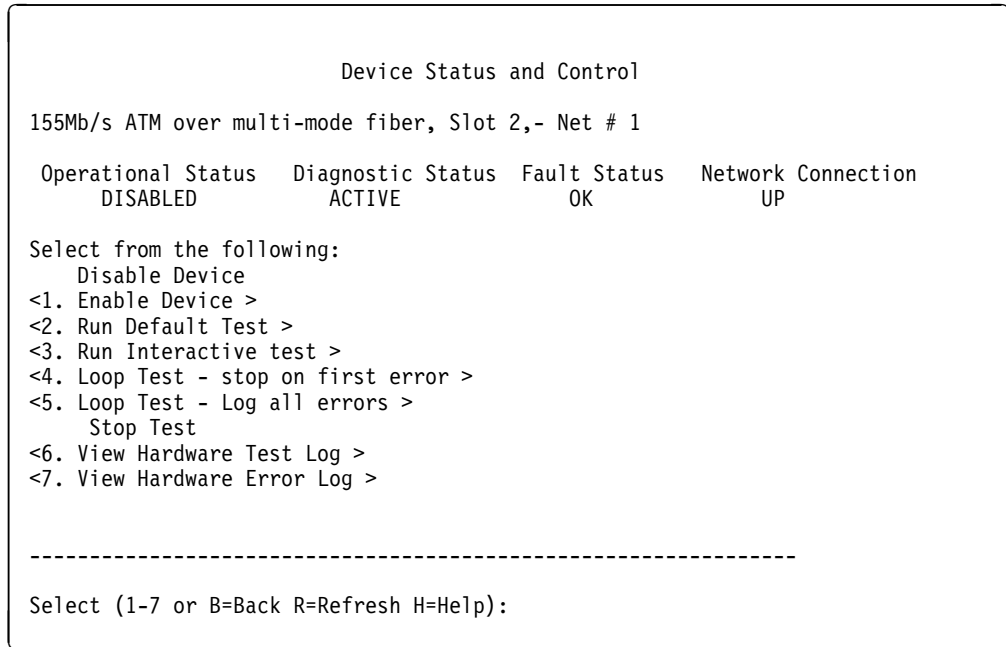 Device Status and Control
155Mb/s ATM over multi-mode fiber, Slot 2,- Net # 1
Operational Status   Diagnostic Status  Fault Status   Network Connection
DISABLED           ACTIVE              OK              UP
Select from the following:
Disable Device
<1. Enable Device >
<2. Run Default Test >
<3. Run Interactive test >
<4. Loop Test - stop on first error >
<5. Loop Test - Log all errors >
Stop Test
<6. View Hardware Test Log >
<7. View Hardware Error Log >
----------------------------------------------------------------
Select (1-7 or B=Back R=Refresh H=Help):